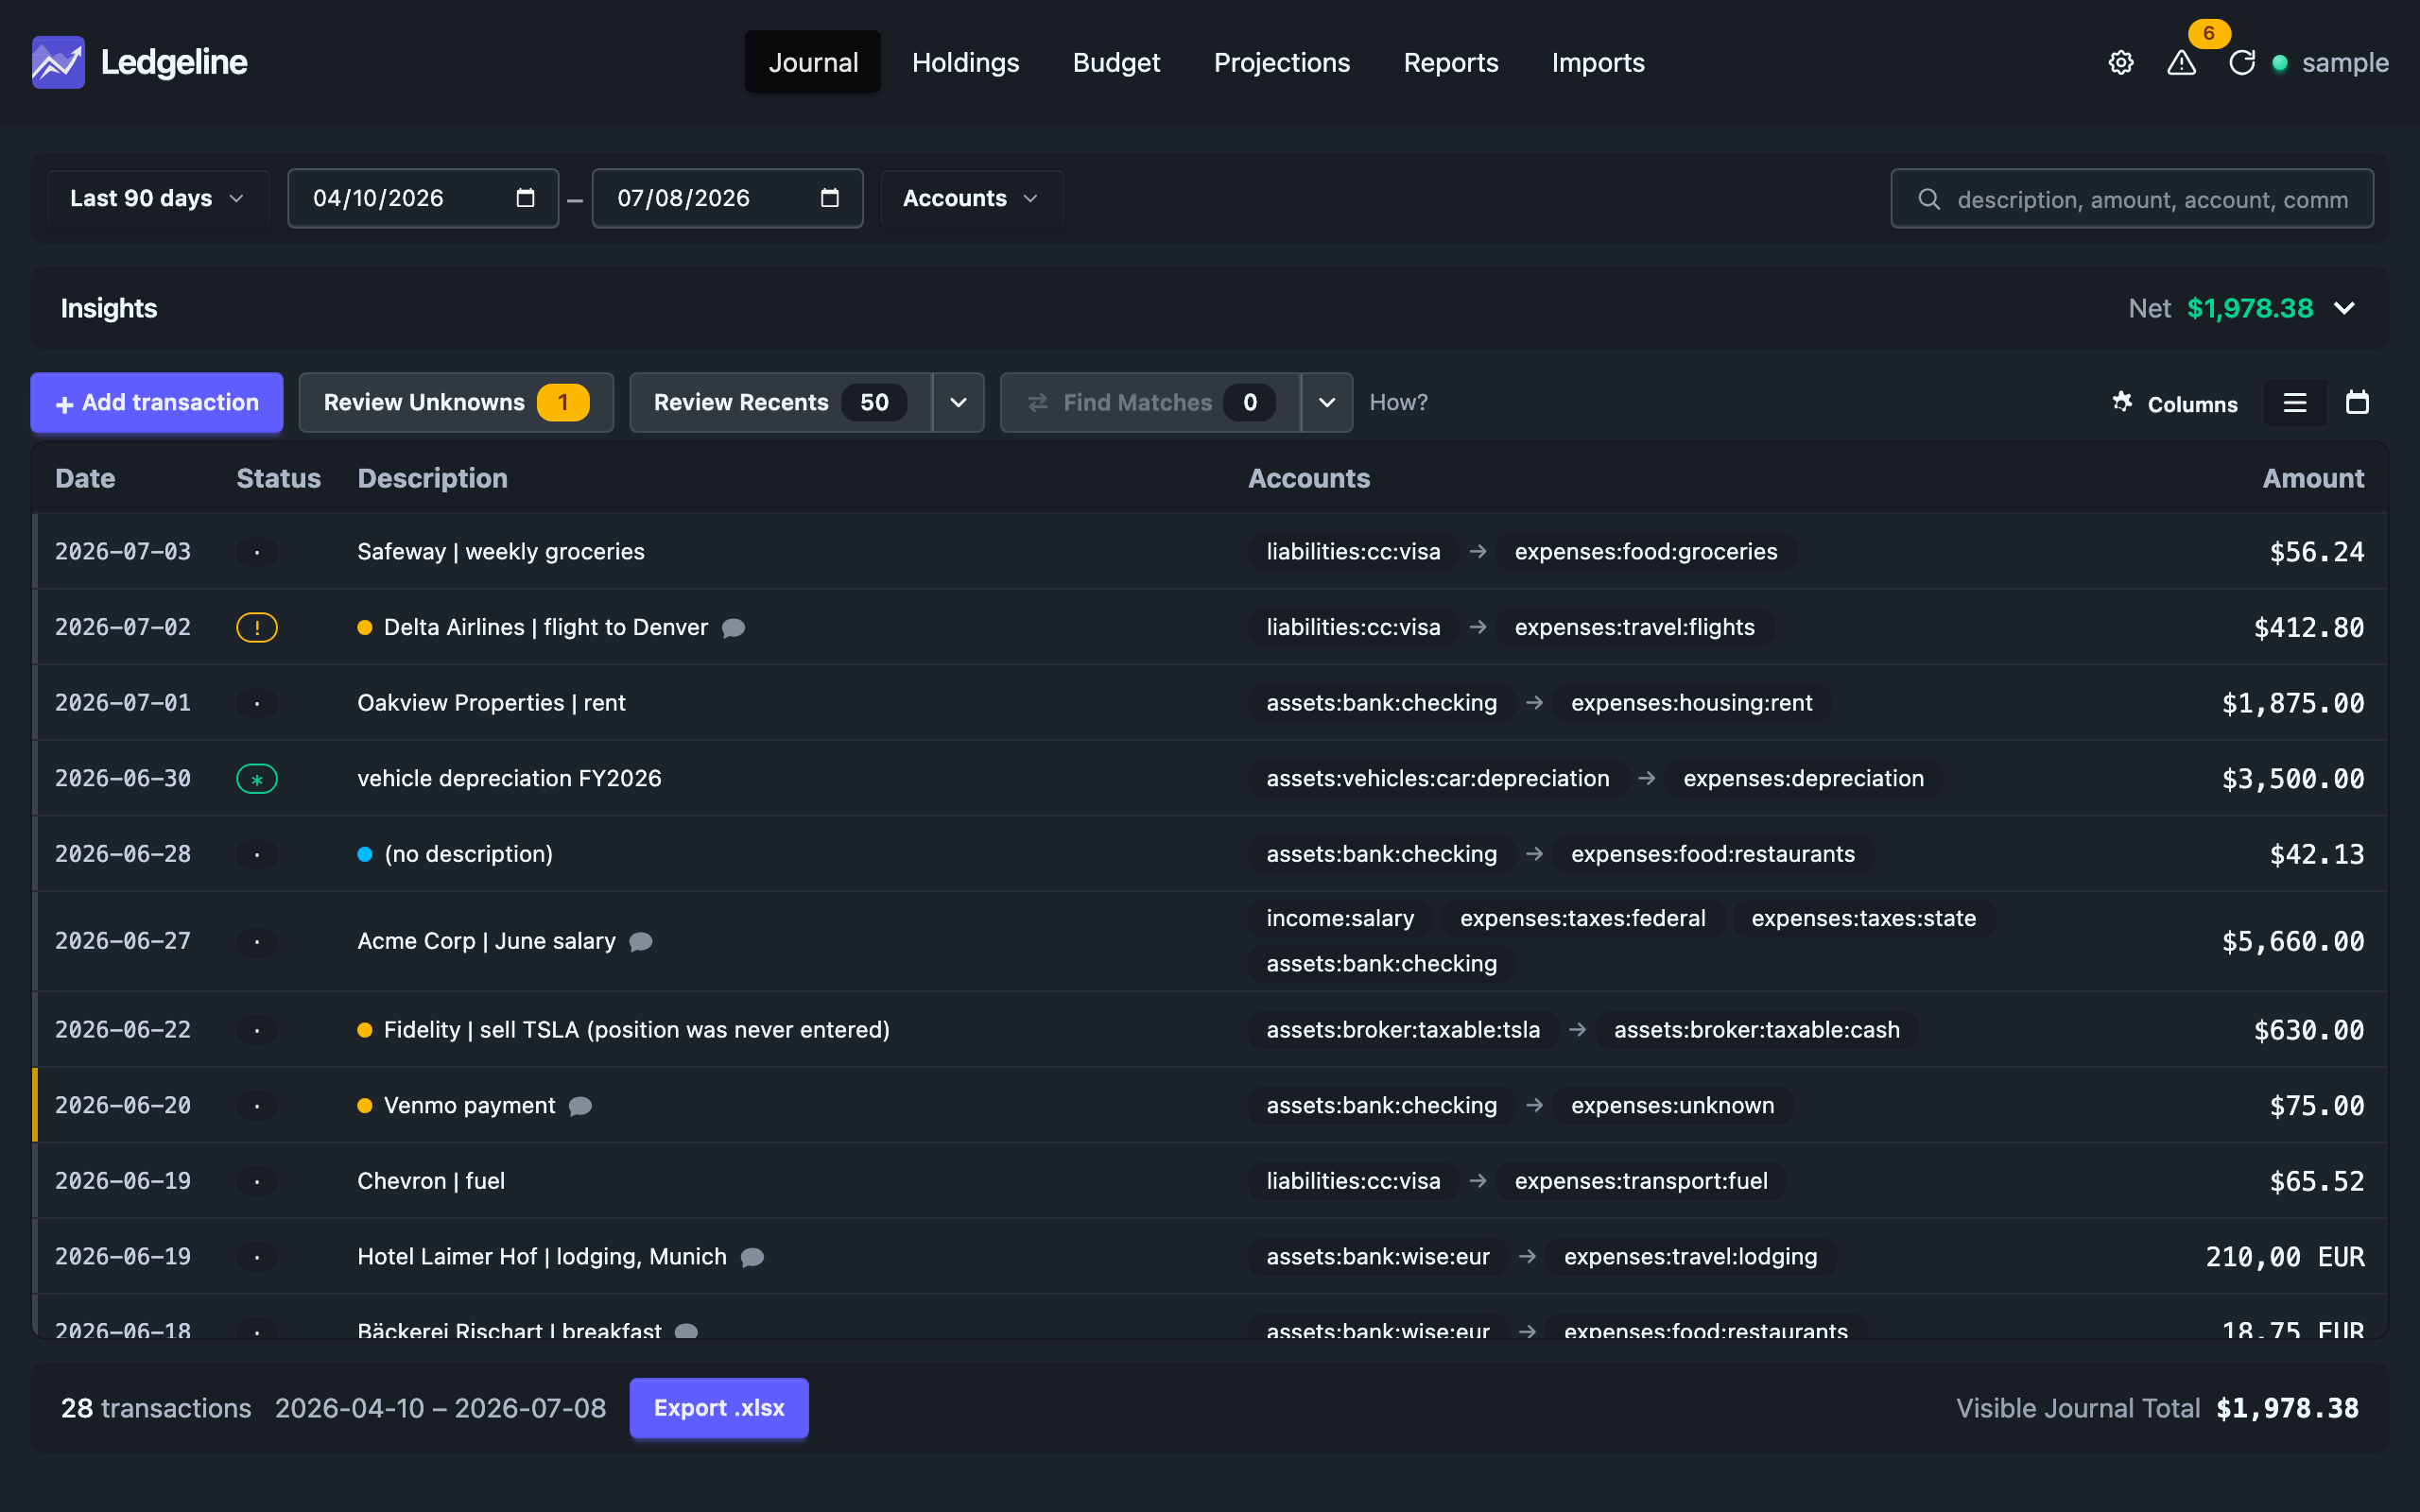 Ledgeline
Journal
Holdings
Budget
Projections
Reports
Imports
6
sample
Last 90 days
04/10/2026
–
07/08/2026
Accounts
description, amount, account, comm
Insights
Net $1,978.38
+ Add transaction
Review Unknowns 1
Review Recents 50
Find Matches 0
How?
Columns
Date Status Description Accounts Amount
2026-07-03 · Safeway | weekly groceries liabilities:cc:visa → expenses:food:groceries $56.24
2026-07-02 ! Delta Airlines | flight to Denver liabilities:cc:visa → expenses:travel:flights $412.80
2026-07-01 · Oakview Properties | rent assets:bank:checking → expenses:housing:rent $1,875.00
2026-06-30 * vehicle depreciation FY2026 assets:vehicles:car:depreciation → expenses:depreciation $3,500.00
2026-06-28 · (no description) assets:bank:checking → expenses:food:restaurants $42.13
2026-06-27 · Acme Corp | June salary income:salary expenses:taxes:federal expenses:taxes:state $5,660.00
assets:bank:checking
2026-06-22 · Fidelity | sell TSLA (position was never entered) assets:broker:taxable:tsla → assets:broker:taxable:cash $630.00
2026-06-20 · Venmo payment assets:bank:checking → expenses:unknown $75.00
2026-06-19 · Chevron | fuel liabilities:cc:visa → expenses:transport:fuel $65.52
2026-06-19 · Hotel Laimer Hof | lodging, Munich assets:bank:wise:eur → expenses:travel:lodging 210,00 EUR
2026-06-18 · Bäckerei Rischart | breakfast assets:bank:wise:eur → expenses:food:restaurants 18,75 EUR
28 transactions 2026-04-10 – 2026-07-08 Export .xlsx Visible Journal Total $1,978.38